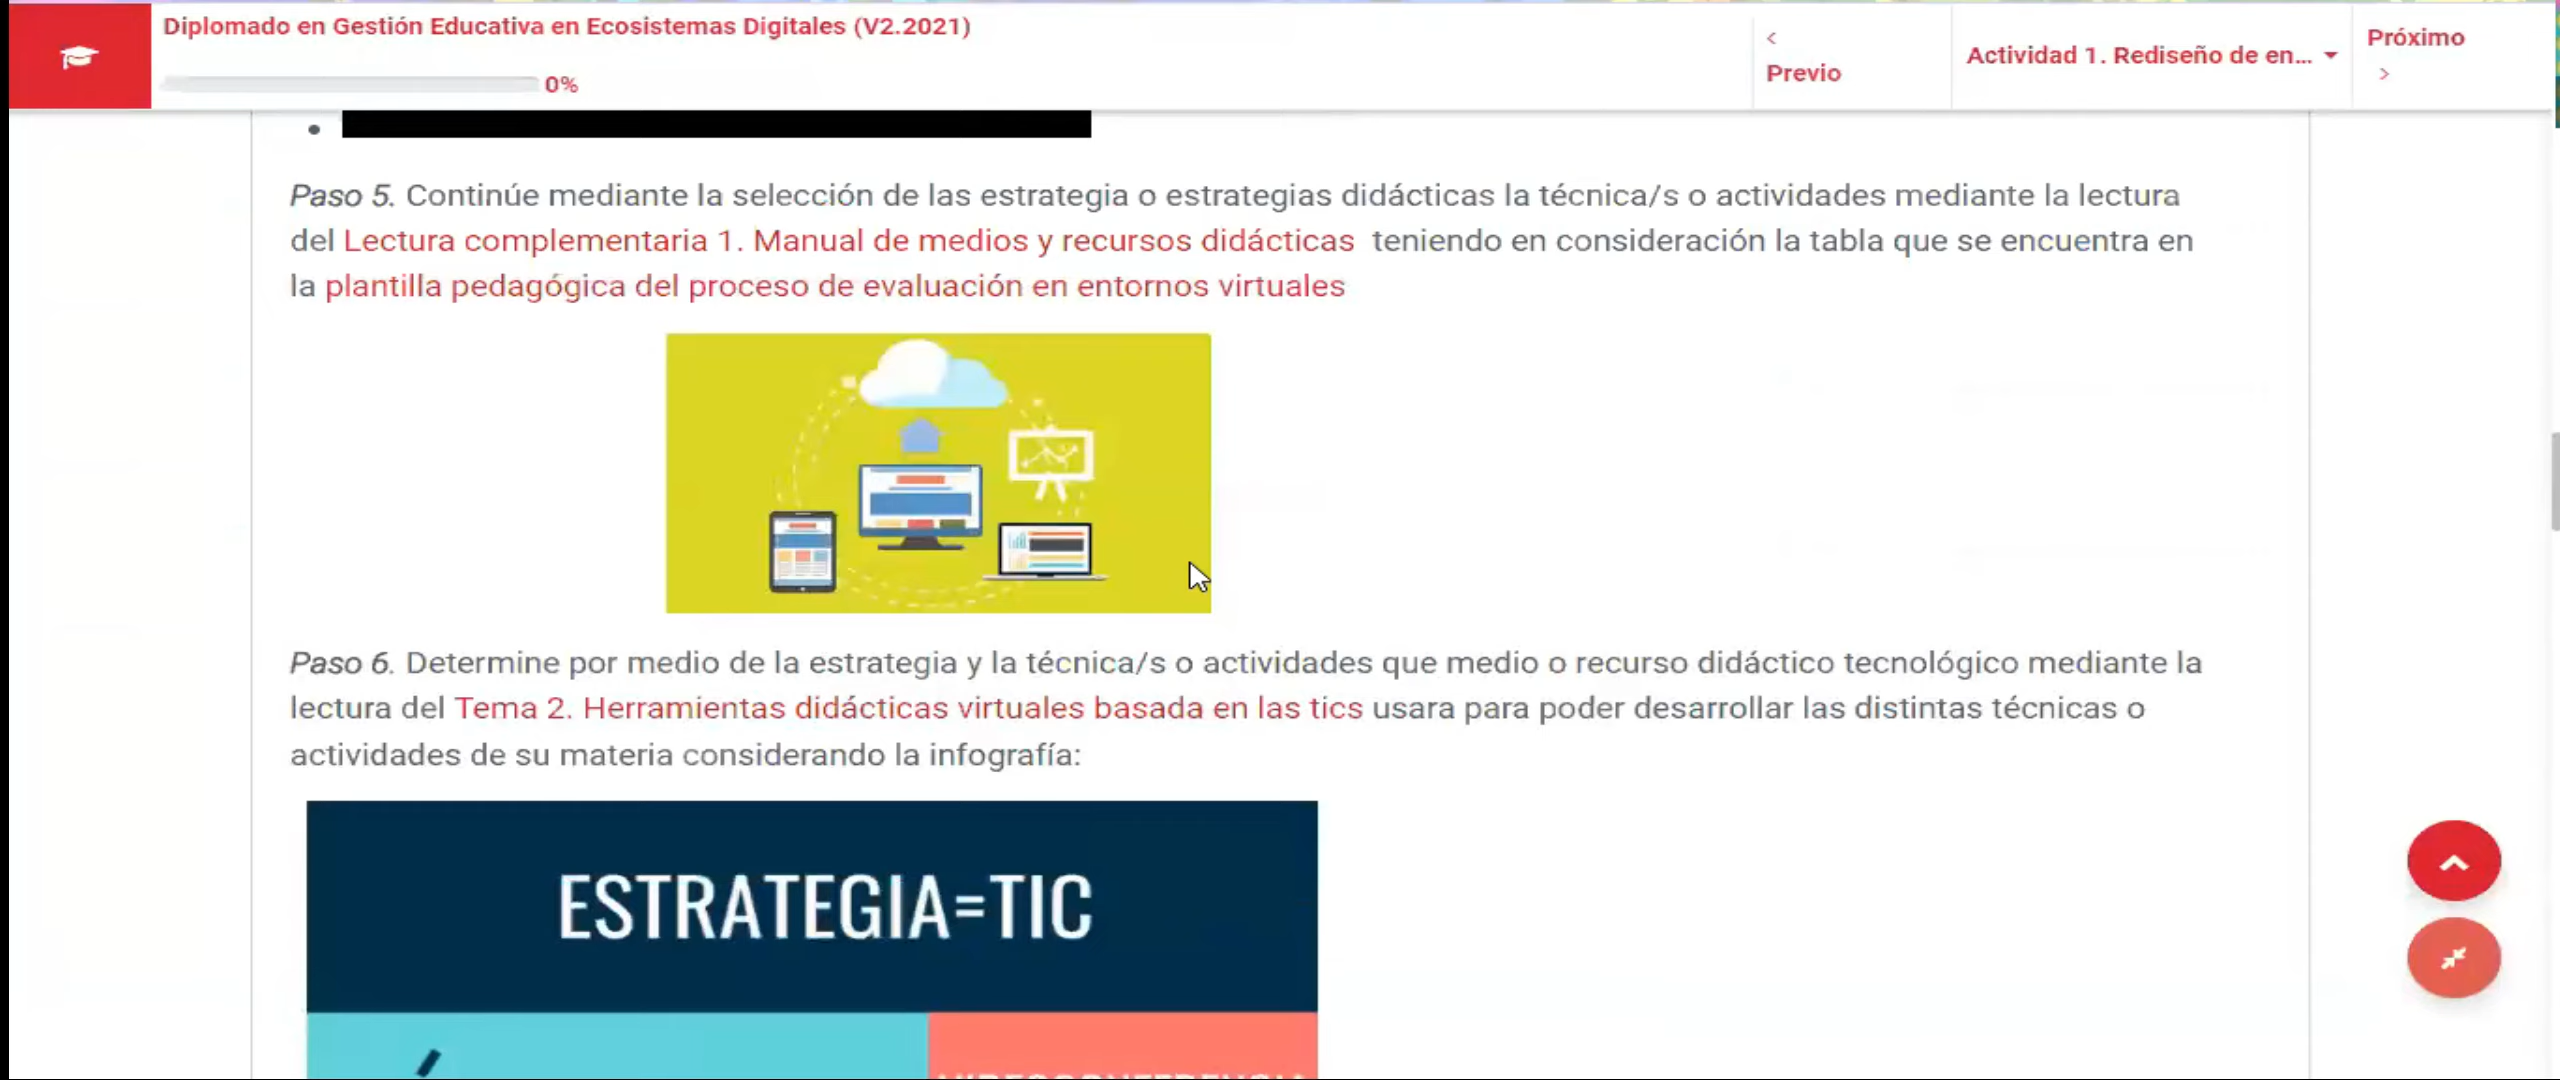 Diplomado en Gestión Educativa en Ecosistemas Digitales (V2.2021)
0%
<
Previo
Actividad 1. Rediseño de en...
Próximo
>
Paso 5. Continúe mediante la selección de las estrategia o estrategias didácticas la técnica/s o actividades mediante la lectura
del Lectura complementaria 1. Manual de medios y recursos didácticas teniendo en consideración la tabla que se encuentra en
la plantilla pedagógica del proceso de evaluación en entornos virtuales
Paso 6. Determine por medio de la estrategia y la técnica/s o actividades que medio o recurso didáctico tecnológico mediante la
lectura del Tema 2. Herramientas didácticas virtuales basada en las tics usara para poder desarrollar las distintas técnicas o
actividades de su materia considerando la infografía:
ESTRATEGIA=TIC